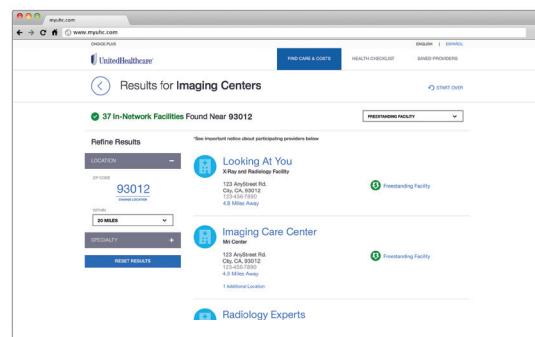 myuhc.com
www.myuhc.com
CHOICE PLUS
ENGLISH | ESPAÑOL
UnitedHealthcare
FIND CARE & COSTS
HEALTH CHECKLIST
SAVED PROVIDERS
Results for Imaging Centers
START OVER
37 In-Network Facilities Found Near 93012
FREESTANDING FACILITY
Refine Results
*See important notice about participating providers below
LOCATION
ZIP CODE
93012
CHANGE LOCATION
WITHIN
20 MILES
SPECIALTY
RESET RESULTS
Looking At You
X-Ray and Radiology Facility
123 AnyStreet Rd.
City, CA, 93012
123-456-7890
4.8 Miles Away
Freestanding Facility
Imaging Care Center
Mri Center
123 AnyStreet Rd.
City, CA, 93012
123-456-7890
Miles Away
1 Additional Location
Freestanding Facility
Radiology Experts